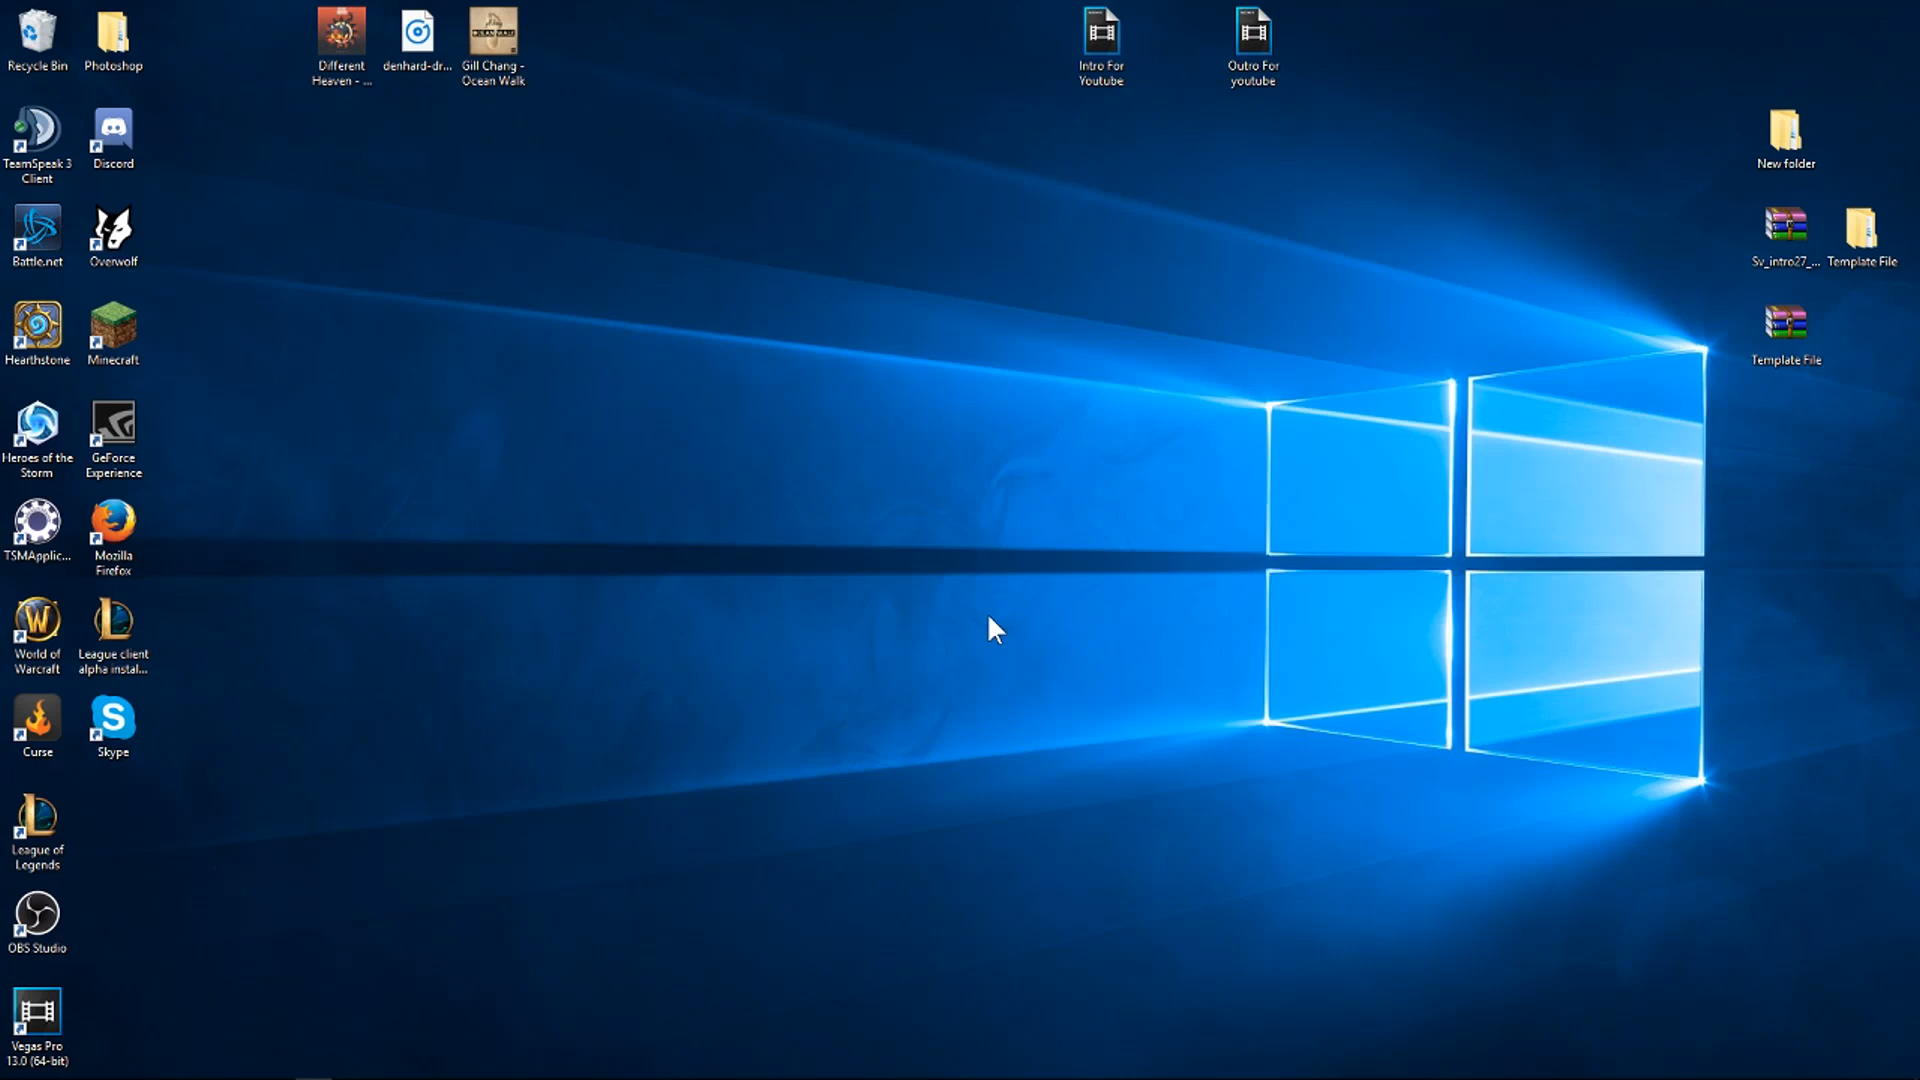 Recycle Bin
Photoshop
Different
Heaven - ...
denhard-dr...
Gill Chang -
Ocean Walk
Intro For
Youtube
Outro For
youtube
TeamSpeak 3
Client
Discord
New folder
Battle.net
Overwolf
Sv_intro27_...
Template File
Hearthstone
Minecraft
Template File
Heroes of the
Storm
GeForce
Experience
TSMApplic...
Mozilla
Firefox
World of
Warcraft
League client
alpha instal...
Curse
Skype
League of
Legends
OBS Studio
Vegas Pro
13.0 (64-bit)